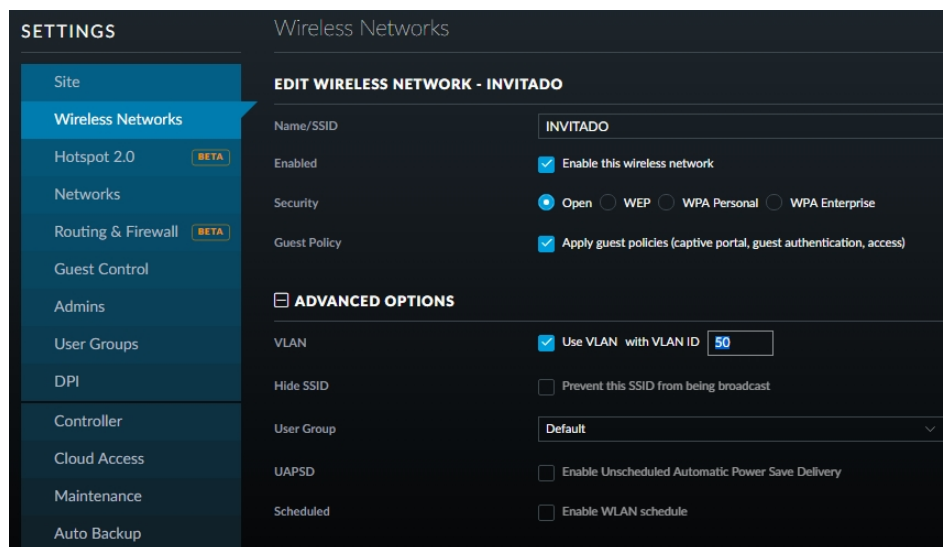 SETTINGS
Site
Wireless Networks
Hotspot 2.0 BETA
Networks
Routing & Firewall BETA
Guest Control
Admins
User Groups
DPI
Controller
Cloud Access
Maintenance
Auto Backup
Wireless Networks
EDIT WIRELESS NETWORK - INVITADO
Name/SSID INVITADO
Enabled Enable this wireless network
Security Open WEP WPA Personal WPA Enterprise
Guest Policy Apply guest policies (captive portal, guest authentication, access)
ADVANCED OPTIONS
VLAN Use VLAN with VLAN ID 50
Hide SSID Prevent this SSID from being broadcast
User Group Default
UAPSD Enable Unscheduled Automatic Power Save Delivery
Scheduled Enable WLAN schedule